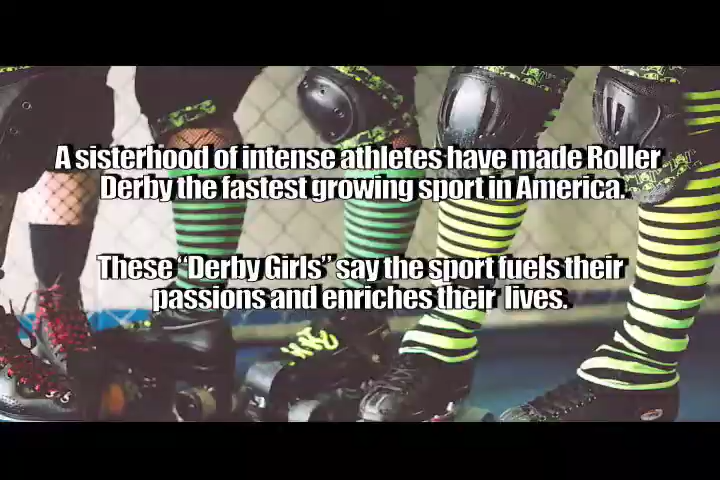 A sisterhood of intense athletes have made Roller
Derby the fastest growing sport in America.
These “Derby Girls” say the sport fuels their
passions and enriches their lives.